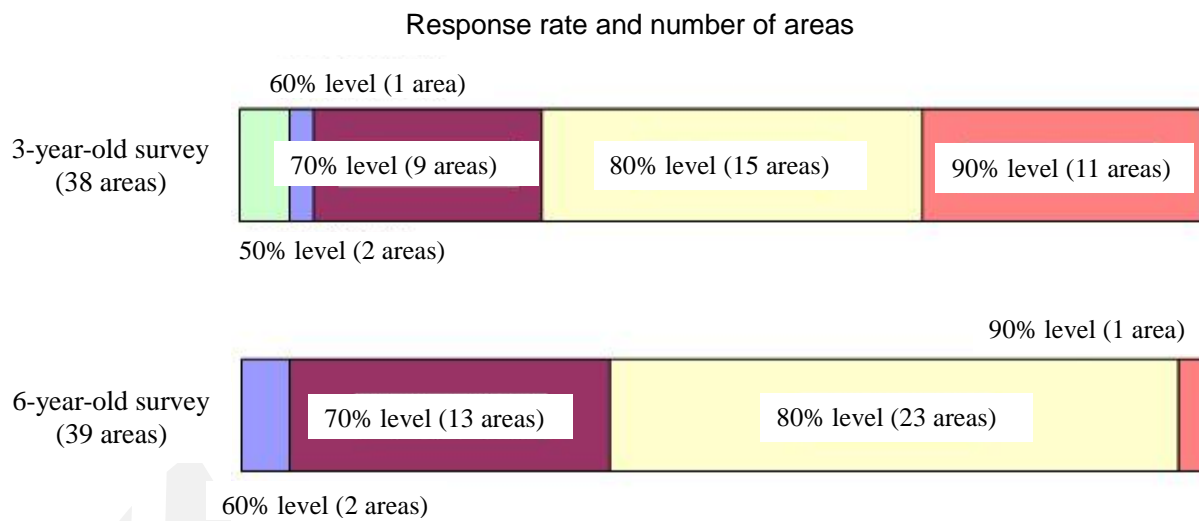 Response rate and number of areas
60% level (1 area)
3-year-old survey
(38 areas)
70% level (9 areas)
80% level (15 areas)
90% level (11 areas)
50% level (2 areas)
90% level (1 area)
6-year-old survey
(39 areas)
70% level (13 areas)
80% level (23 areas)
60% level (2 areas)